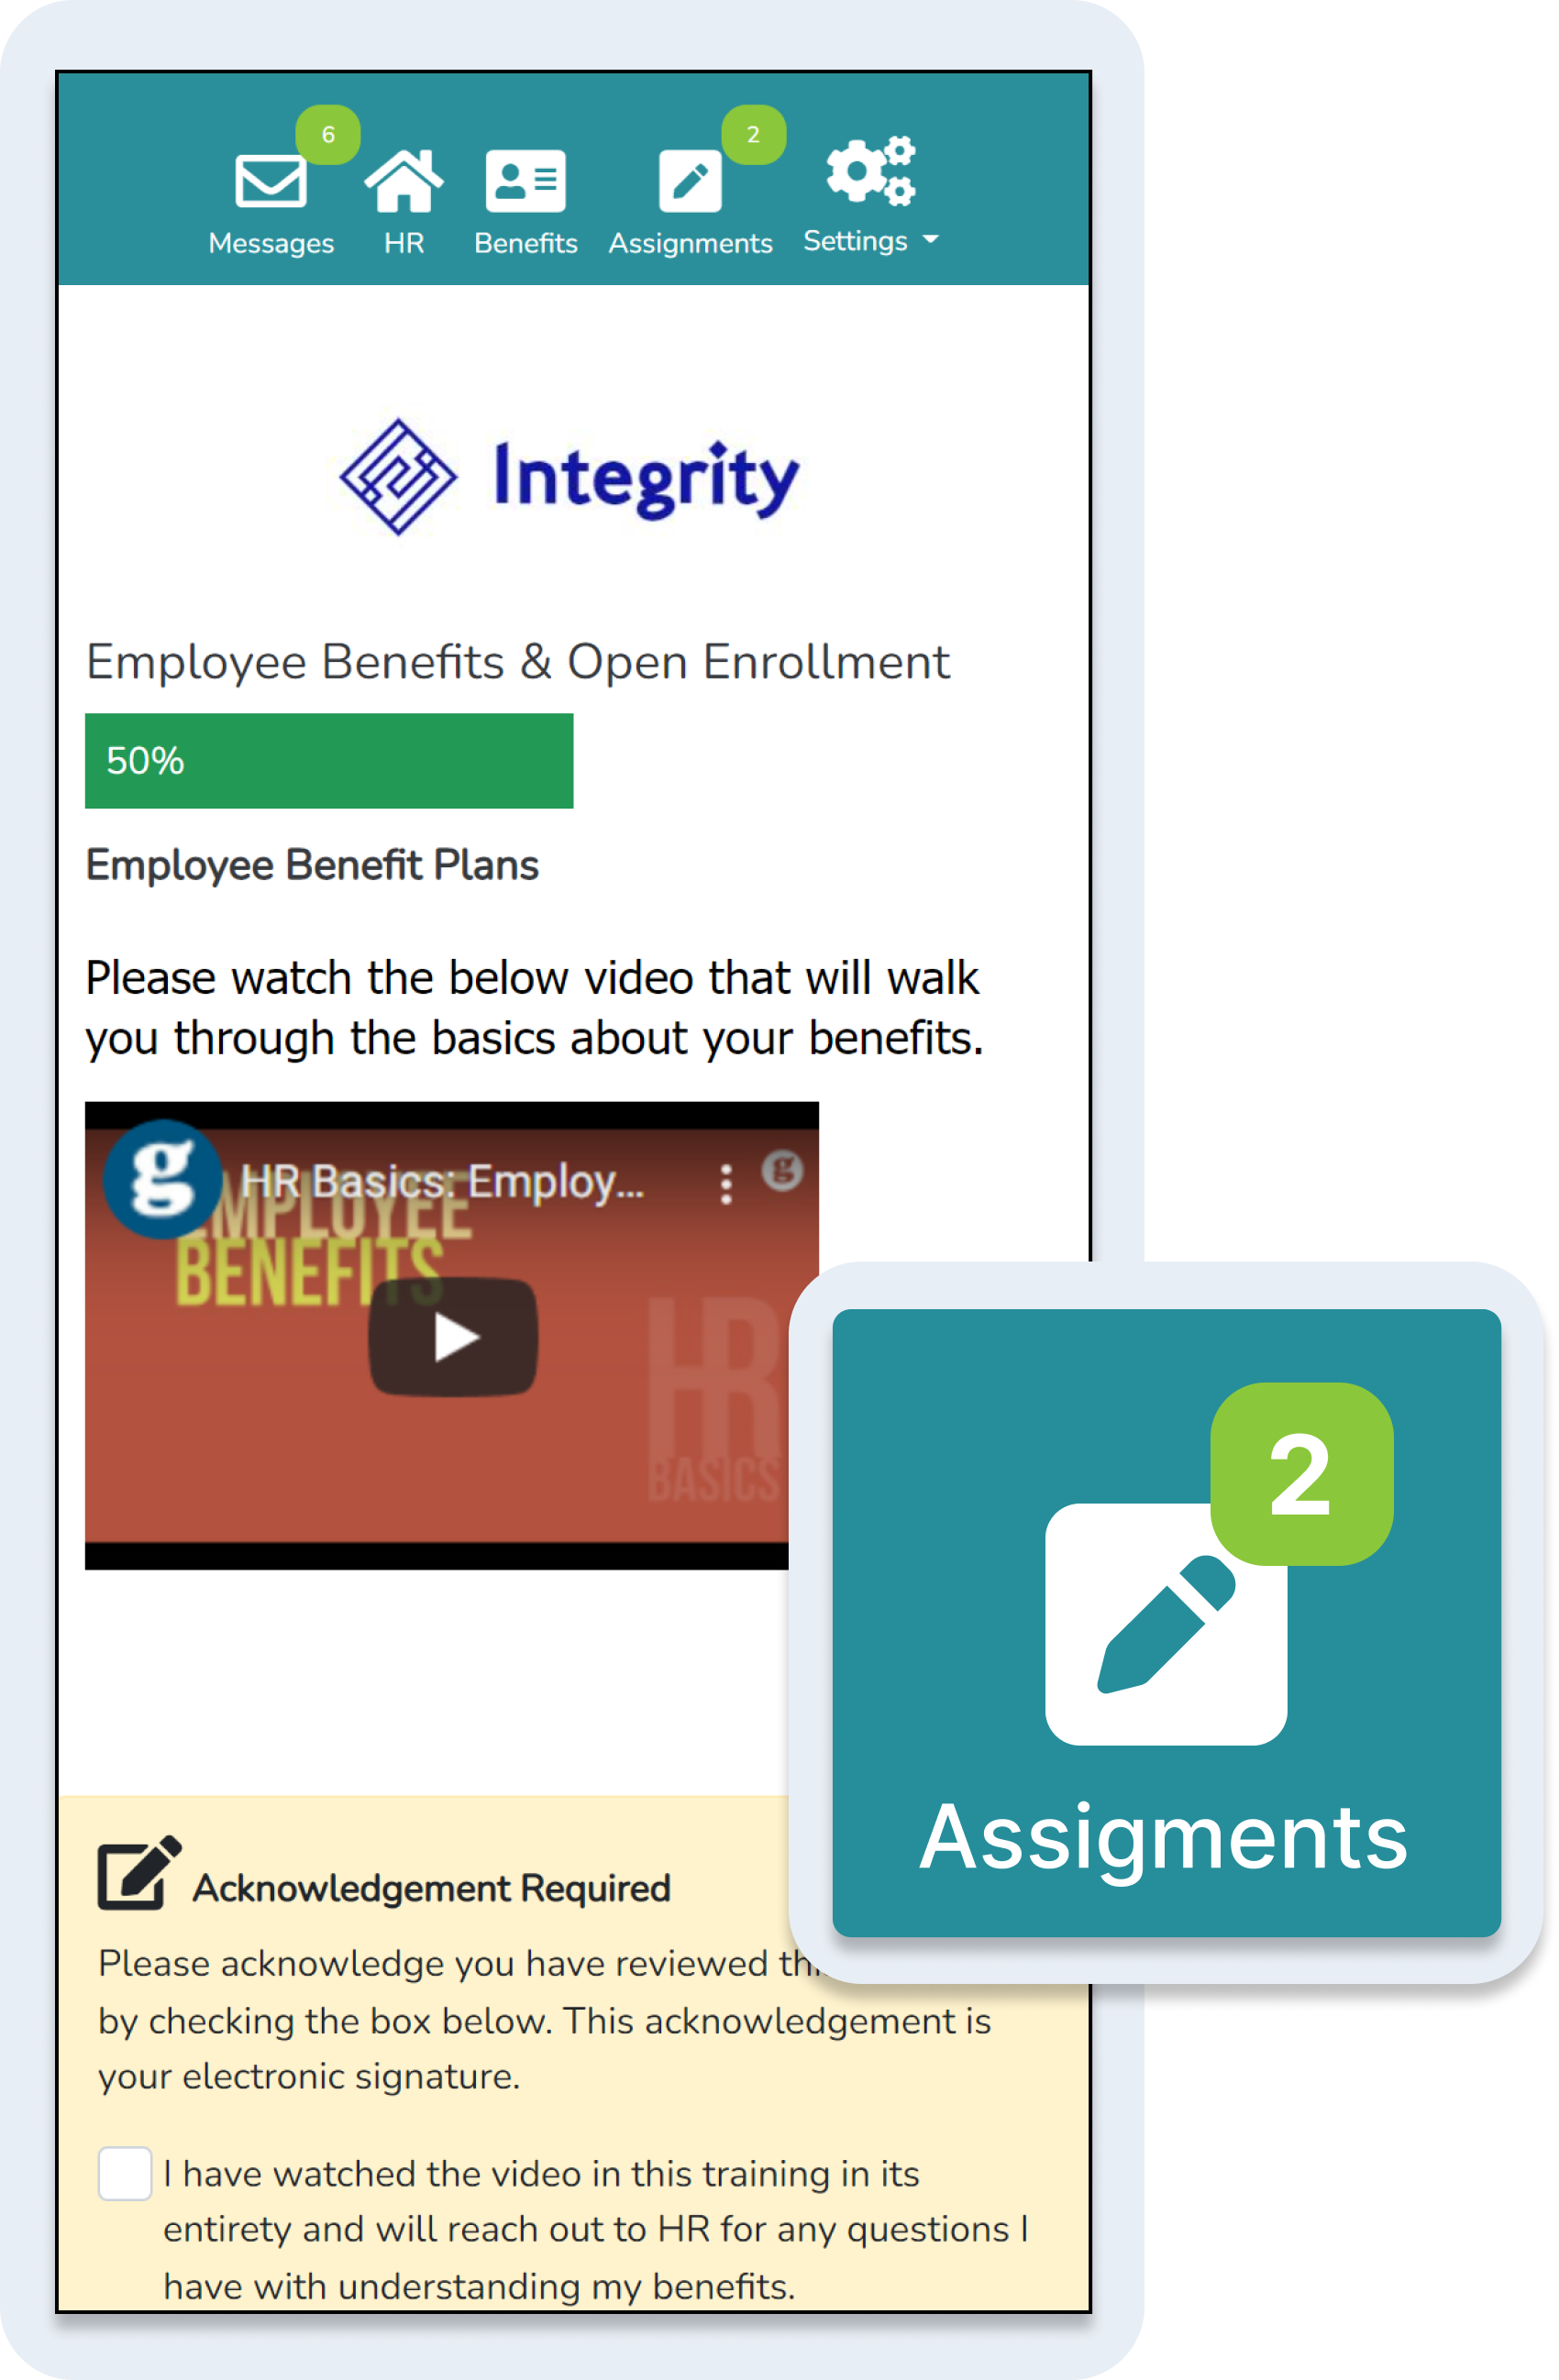 6
2
Messages HR Benefits Assignments Settings
Integrity
Employee Benefits & Open Enrollment
50%
Employee Benefit Plans
Please watch the below video that will walk
you through the basics about your benefits.
g HR Basics: Employ... g
EMPLOYEE
BENEFITS
HR
BASICS
2
Assigments
Acknowledgement Required
Please acknowledge you have reviewed
by checking the box below. This acknowledgement is
your electronic signature.
I have watched the video in this training in its
entirety and will reach out to HR for any questions I
have with understanding my benefits.